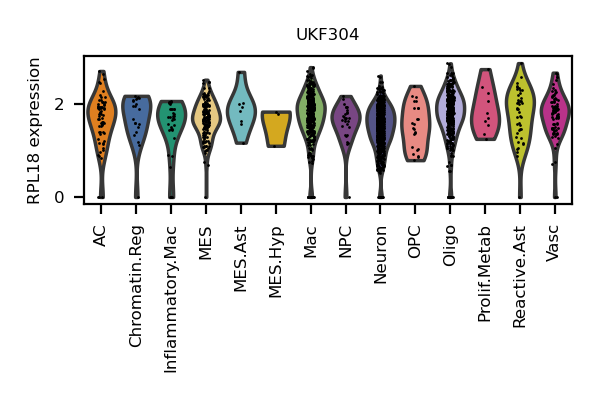 UKF304
RPL18 expression
2
0
AC
Chromatin.Reg
Inflammatory.Mac
MES
MES.Ast
MES.Hyp
Mac
NPC
Neuron
OPC
Oligo
Prolif.Metab
Reactive.Ast
Vasc